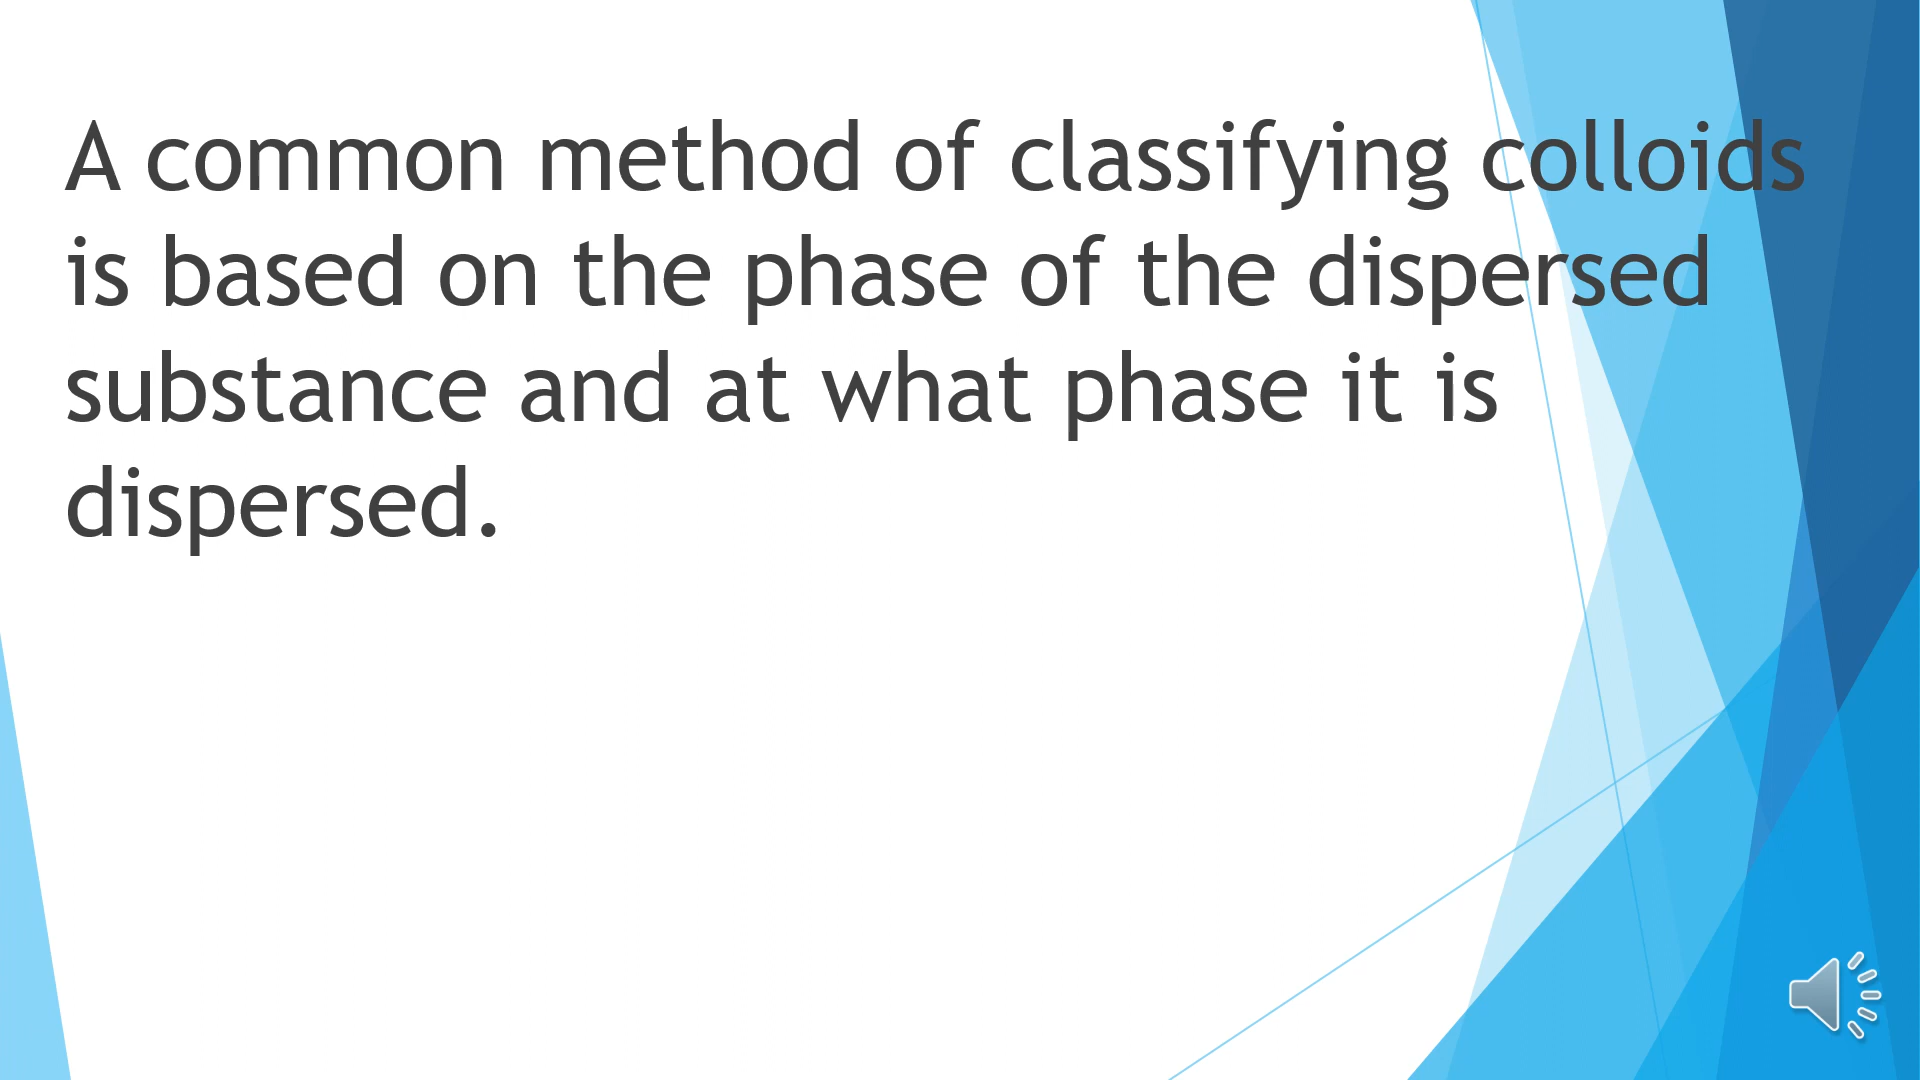 A common method of classifying colloids
is based on the phase of the dispersed
substance and at what phase it is
dispersed.